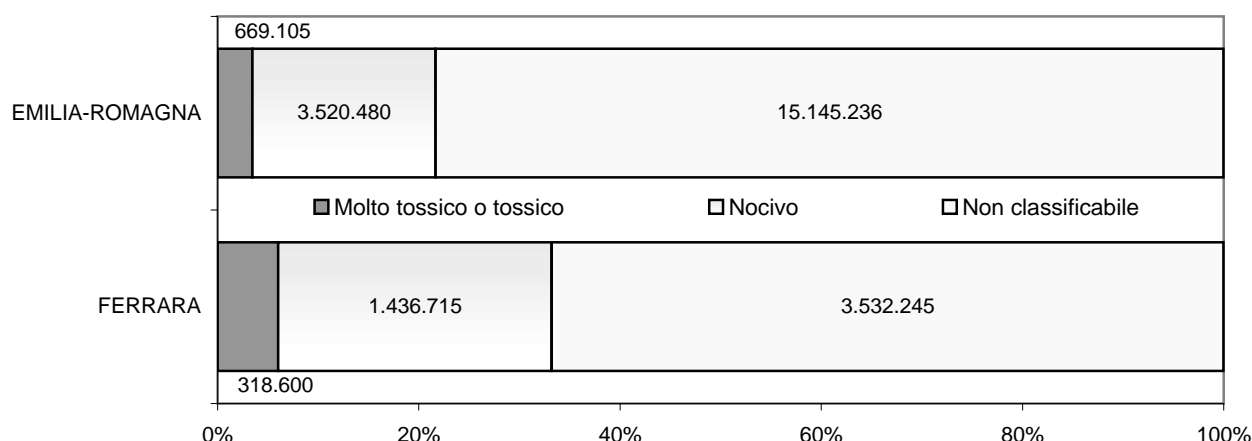 669.105
EMILIA-ROMAGNA 3.520.480 15.145.236
Molto tossico o tossico Nocivo Non classificabile
FERRARA 1.436.715 3.532.245
318.600
0% 20% 40% 60% 80% 100%